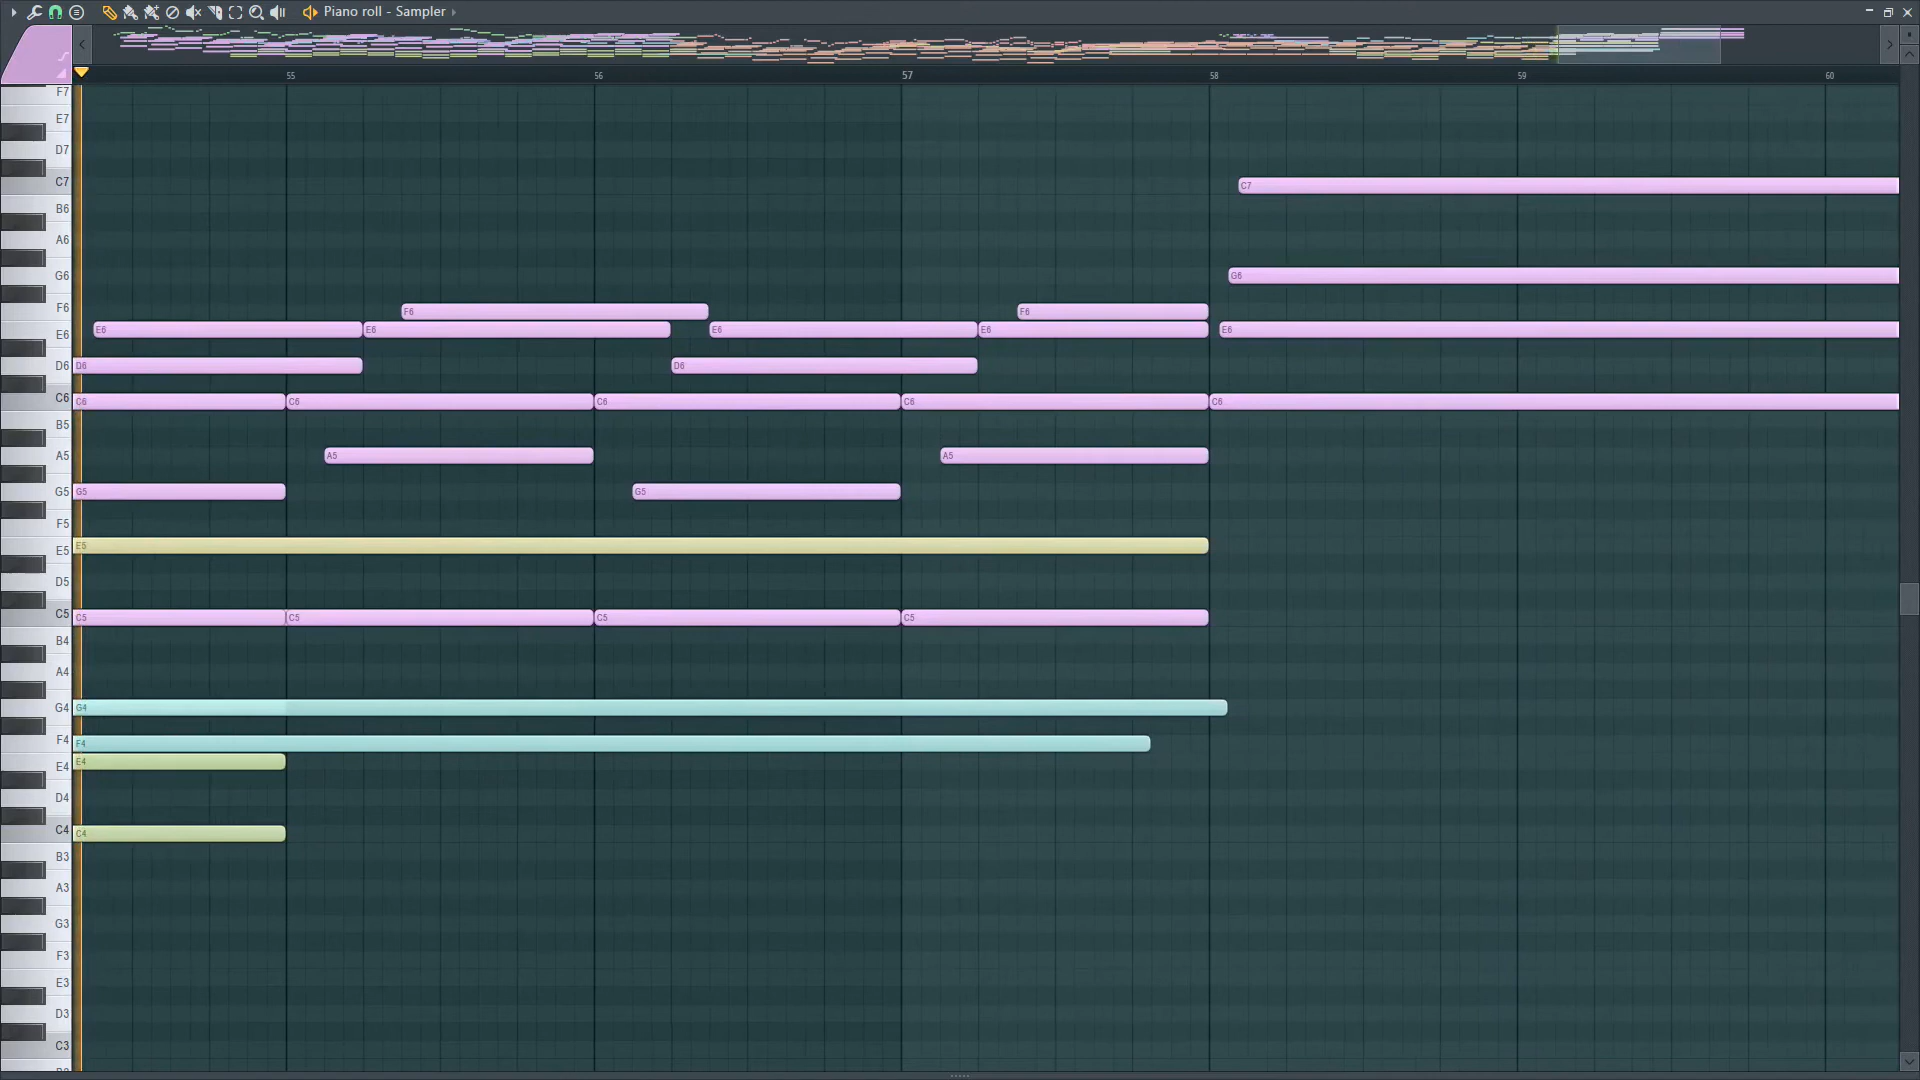 Piano roll - Sampler
55 56 57 58 59 60
F7
E7
D7
C7 C7
B6
A6
G6 G6
F6 F6 F6
E6 E6 E6 E6 E6 E6
D6 D6 D6
C6 C6 C6 C6 C6 C6
B5
A5 A5 A5
G5 G5 G5
F5
E5 E5
D5
C5 C5 C5 C5 C5
B4
A4
G4 G4
F4 F4
E4 E4
D4
C4 C4
B3
A3
G3
F3
E3
D3
C3